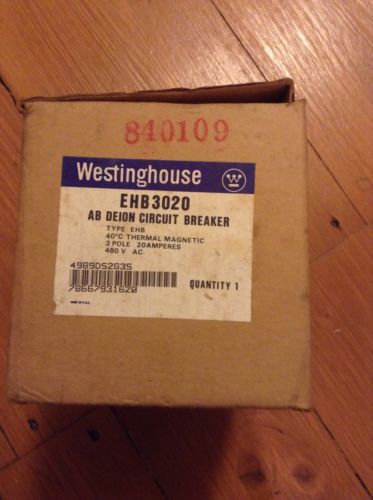 840109
Westinghouse
EHB3020
AB DEION CIRCUIT BREAKER
TYPE EHB
40°C THERMAL MAGNETIC
3 POLE 20AMPERES
480 V AC
4989D52G35
QUANTITY 1
78667931620